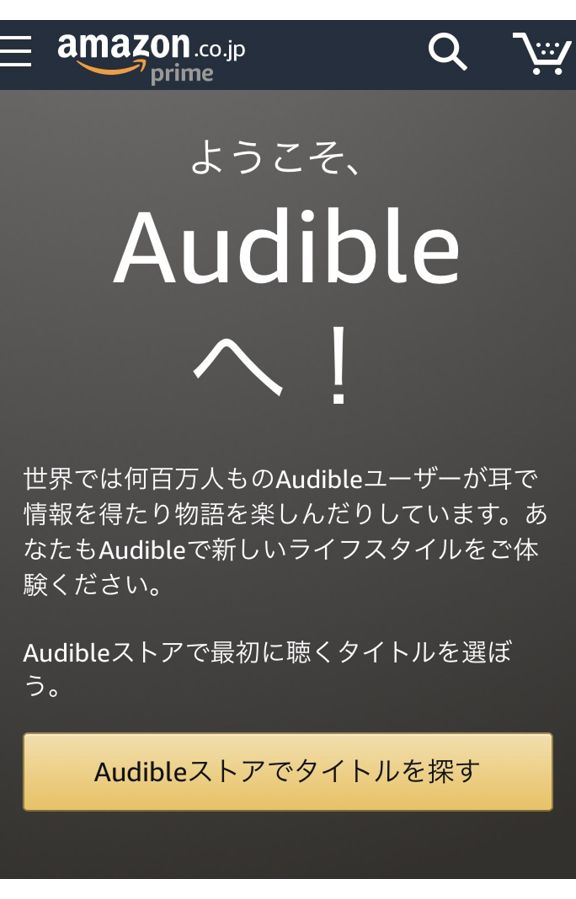 amazon.co.jp
prime
ようこそ、
Audible
へ！
世界では何百万人ものAudibleユーザーが耳で
情報を得たり物語を楽しんだりしています。あ
なたもAudibleで新しいライフスタイルをご体
験ください。
Audibleストアで最初に聴くタイトルを選ぼ
う。
Audibleストアでタイトルを探す